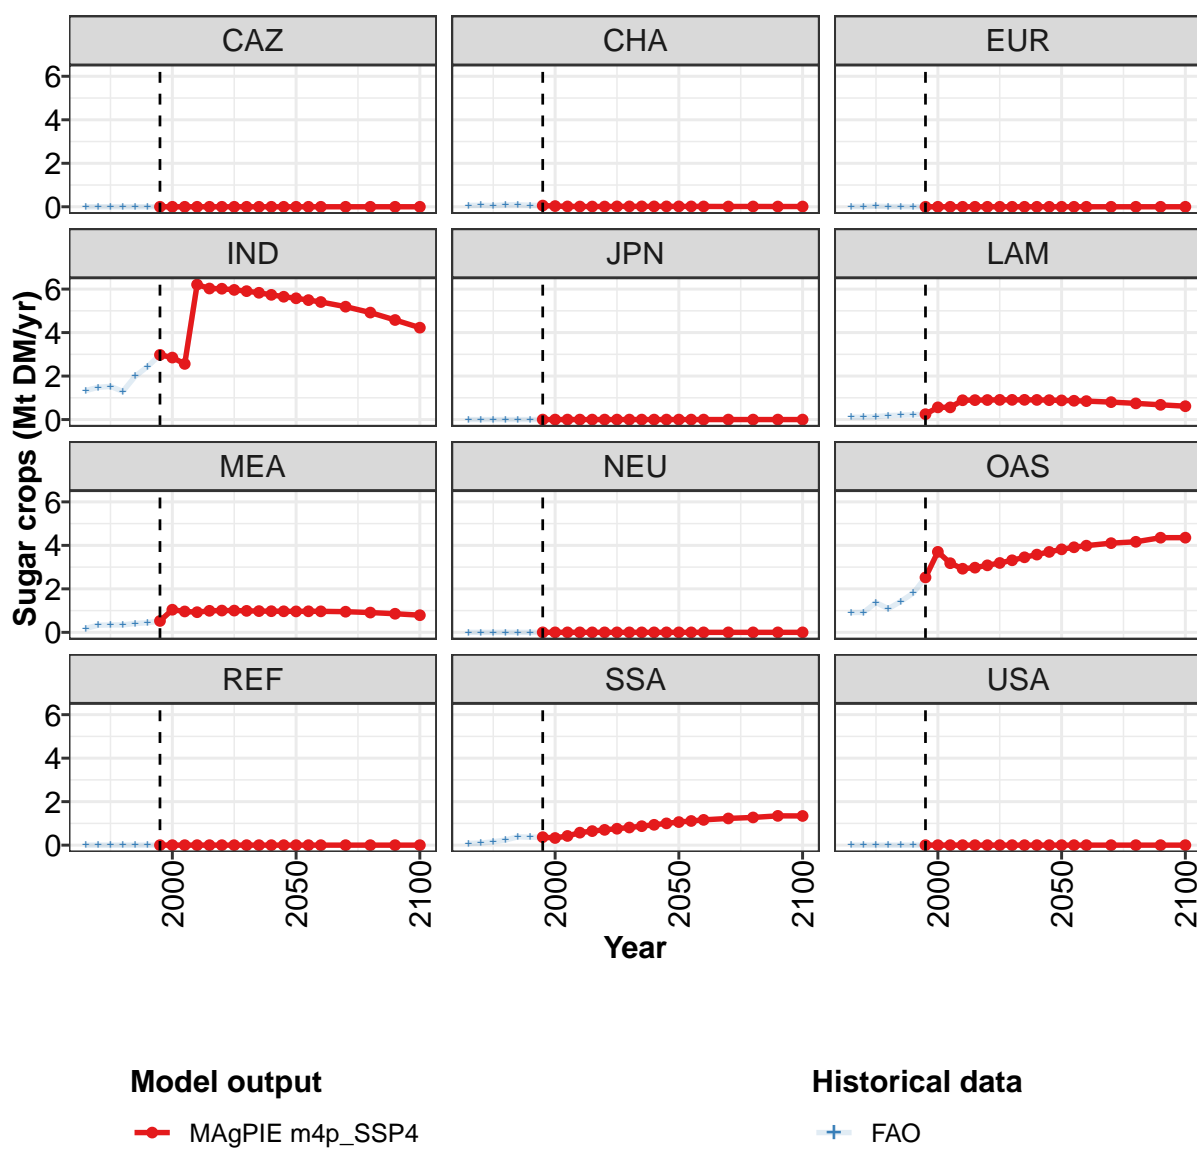 CAZ CHA EUR
6
4
2
0
IND JPN LAM
6
4
2
0
MEA NEU OAS
6
4
2
0
REF SSA USA
6
4
2
0
Sugar crops (Mt DM/yr)
2000 2050 2100 2000 2050 2100 2000 2050 2100
Year
Model output Historical data
MAgPIE m4p_SSP4 FAO